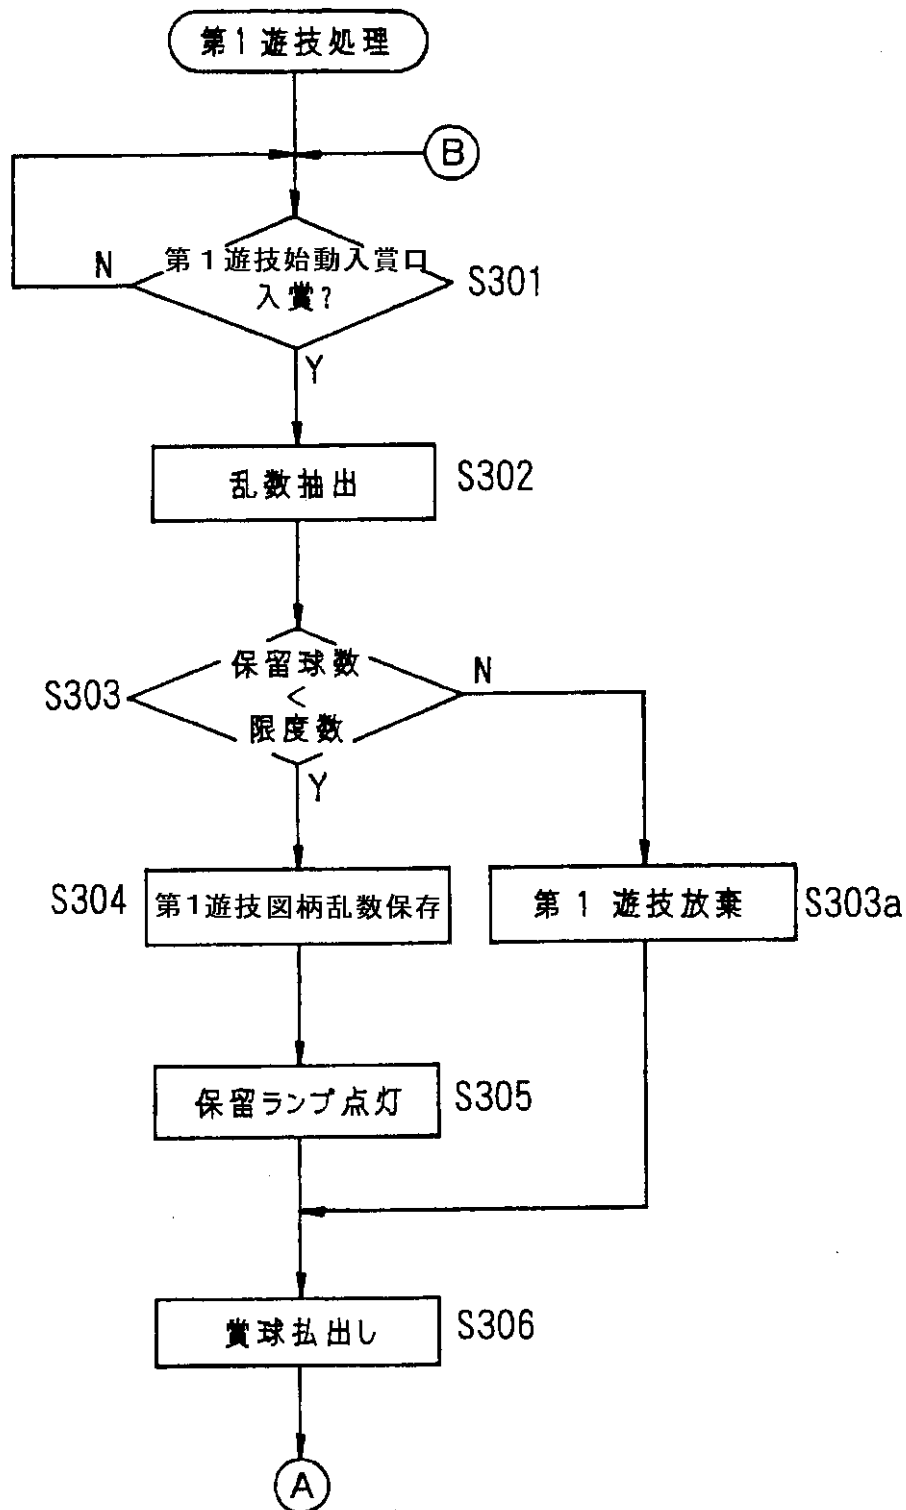 第1遊技処理
B
N
第1遊技始動入賞口
入賞?
S301
Y
乱数抽出
S302
保留球数
<
限度数
S303
N
Y
S304
第1遊技図柄乱数保存
第1 遊技放棄
S303a
保留ランプ点灯
S305
賞球払出し
S306
A